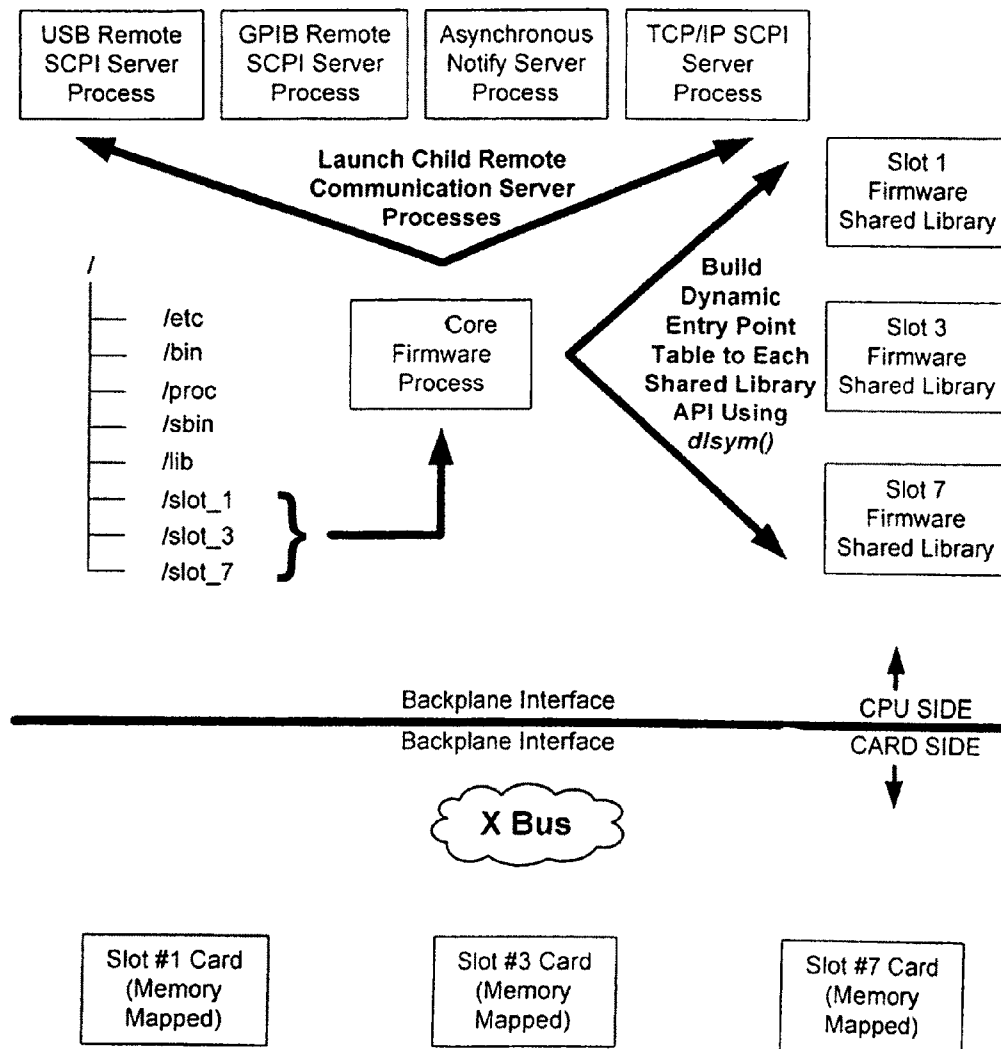 USB Remote
SCPI Server
Process
GPIB Remote
SCPI Server
Process
Asynchronous
Notify Server
Process
TCP/IP SCPI
Server
Process
Launch Child Remote
Communication Server
Processes
Slot 1
Firmware
Shared Library
/
/etc
/bin
/proc
/sbin
/lib
/slot_1
/slot_3
/slot_7
}
Core
Firmware
Process
Build
Dynamic
Entry Point
Table to Each
Shared Library
API Using
dlsym()
Slot 3
Firmware
Shared Library
Slot 7
Firmware
Shared Library
Backplane Interface
CPU SIDE
Backplane Interface
CARD SIDE
X Bus
Slot #1 Card
(Memory
Mapped)
Slot #3 Card
(Memory
Mapped)
Slot #7 Card
(Memory
Mapped)